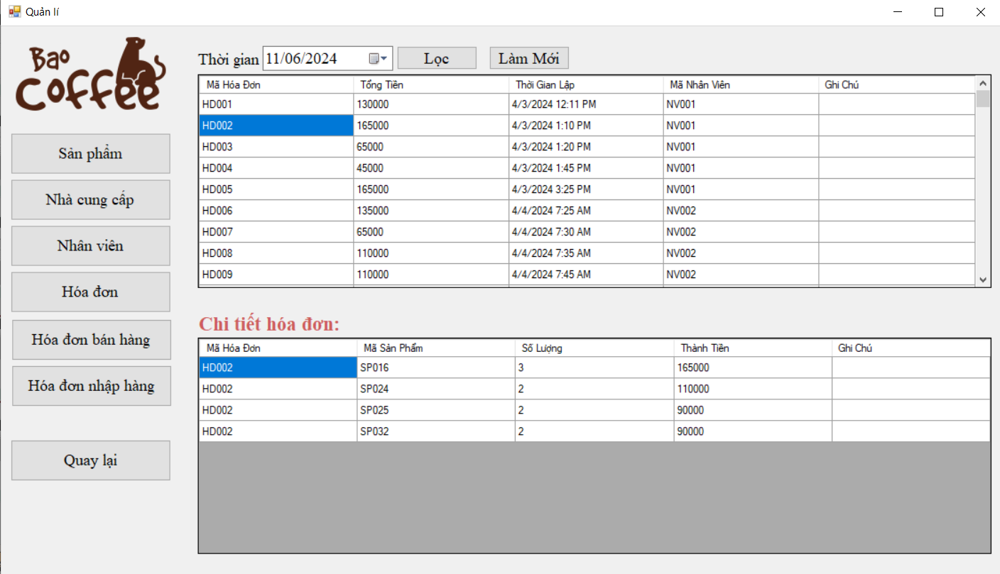 Quản lí
Bao
Coffee
Thời gian 11/06/2024 Lọc Làm Mới
Mã Hóa Đơn Tổng Tiền Thời Gian Lập Mã Nhân Viên Ghi Chú
HD001 130000 4/3/2024 12:11 PM NV001
HD002 165000 4/3/2024 1:10 PM NV001
HD003 65000 4/3/2024 1:20 PM NV001
HD004 45000 4/3/2024 1:45 PM NV001
HD005 165000 4/3/2024 3:25 PM NV001
HD006 135000 4/4/2024 7:25 AM NV002
HD007 65000 4/4/2024 7:30 AM NV002
HD008 110000 4/4/2024 7:35 AM NV002
HD009 110000 4/4/2024 7:45 AM NV002
Sản phẩm
Nhà cung cấp
Nhân viên
Hóa đơn
Hóa đơn bán hàng
Hóa đơn nhập hàng
Quay lại
Chi tiết hóa đơn:
Mã Hóa Đơn Mã Sản Phẩm Số Lượng Thành Tiền Ghi Chú
HD002 SP016 3 165000
HD002 SP024 2 110000
HD002 SP025 2 90000
HD002 SP032 2 90000